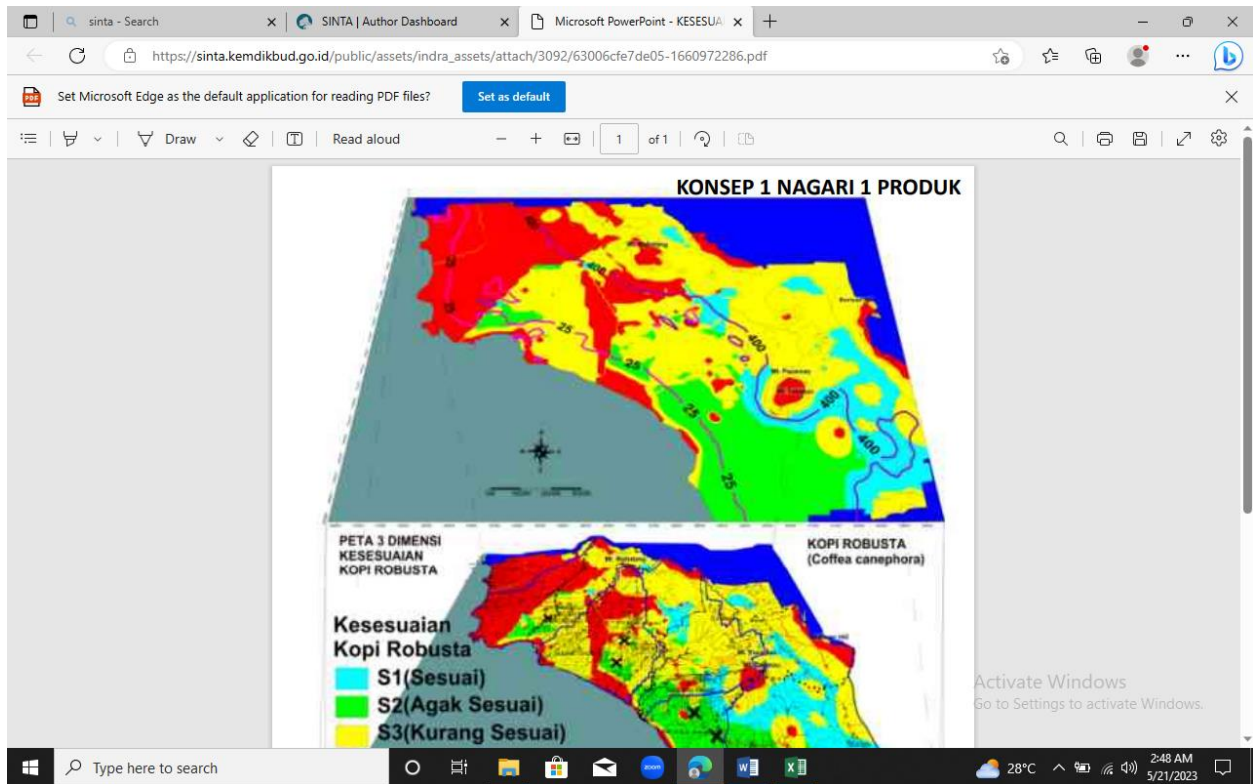 sinta - Search
SINTA | Author Dashboard
Microsoft PowerPoint - KESESUA
https://sinta.kemdikbud.go.id/public/assets/indra_assets/attach/3092/63006cfe7de05-1660972286.pdf
Set Microsoft Edge as the default application for reading PDF files?
Set as default
Draw
Read aloud
1 of 1
KONSEP 1 NAGARI 1 PRODUK
400
25
400
25
400
25
400
25
PETA 3 DIMENSI
KESESUAIAN
KOPI ROBUSTA
KOPI ROBUSTA
(Coffea canephora)
Kesesuaian
Kopi Robusta
S1(Sesuai)
S2(Agak Sesuai)
S3(Kurang Sesuai)
Activate Windows
Go to Settings to activate Windows.
Type here to search
zoom
28°C
2:48 AM
5/21/2023